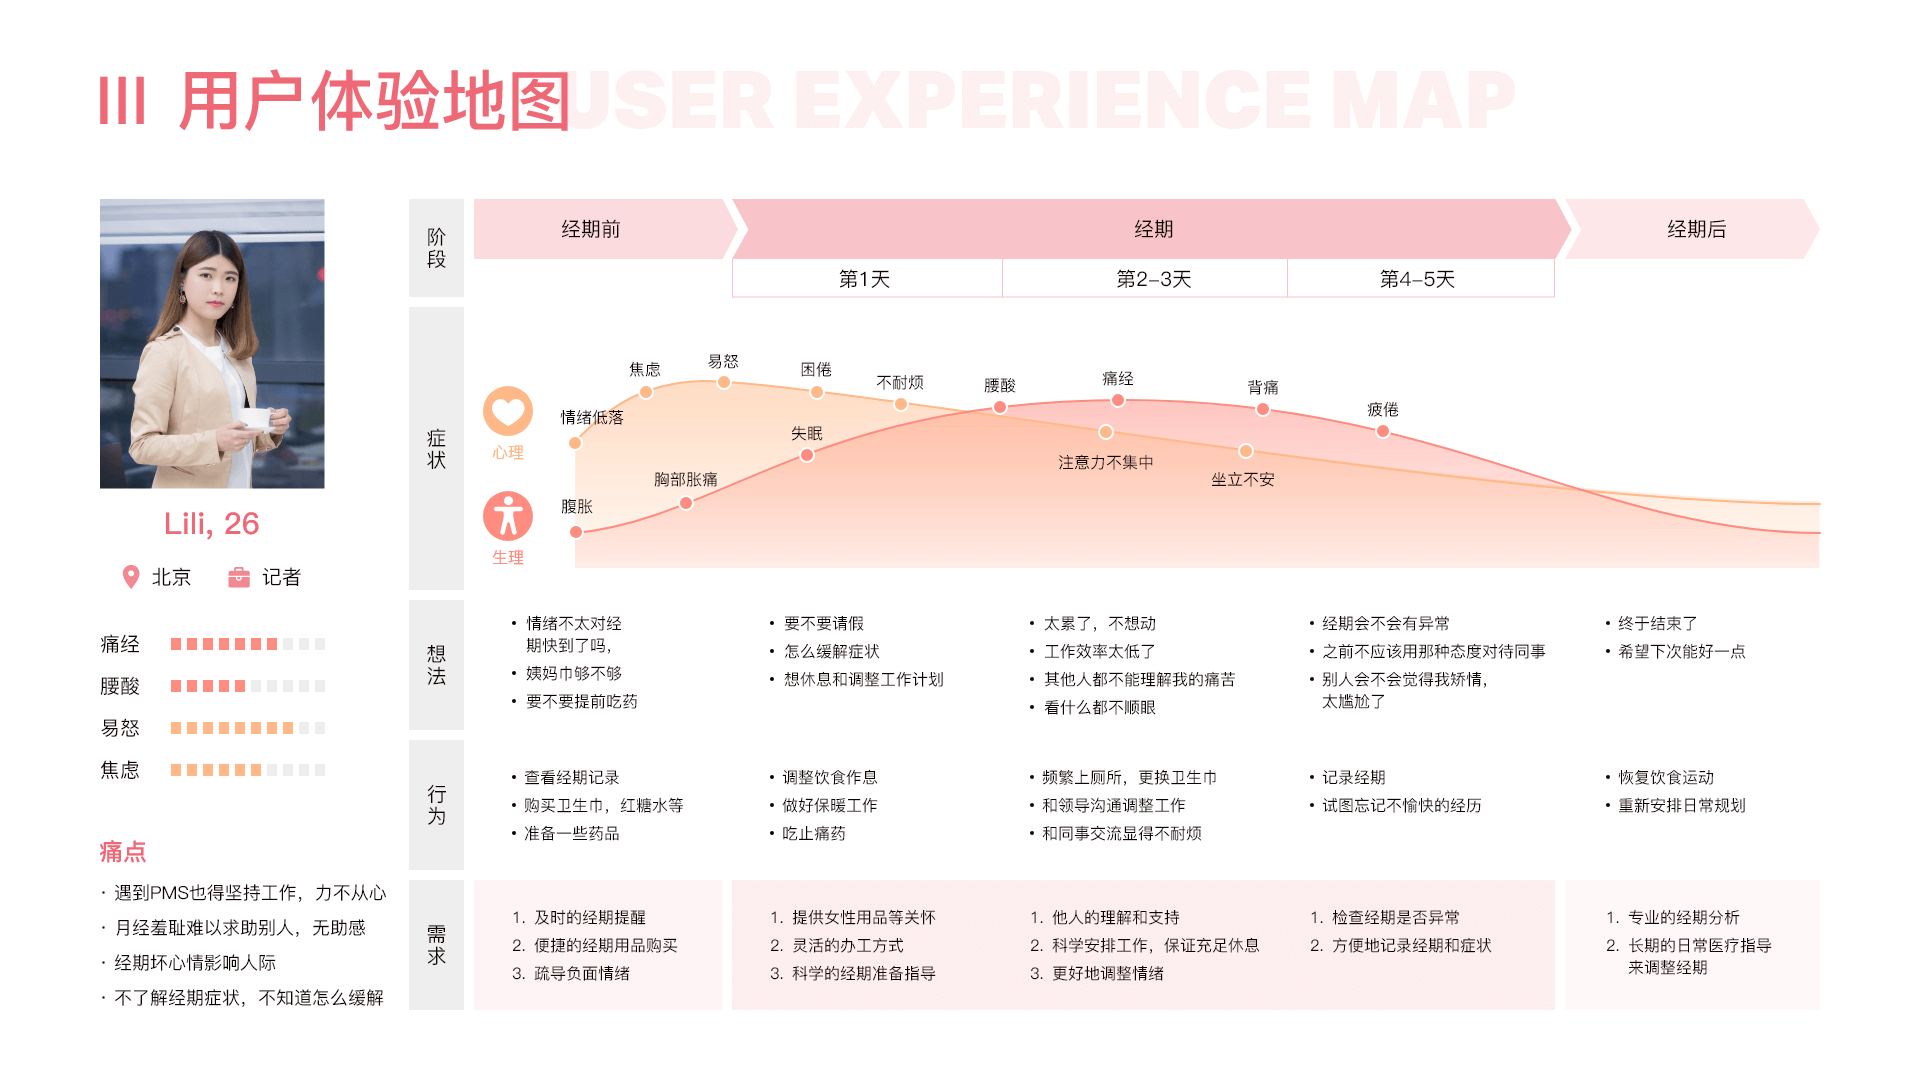 III 用户体验地图
USER EXPERIENCE MAP
Lili, 26
北京 记者
痛经
腰酸
易怒
焦虑
痛点
· 遇到PMS也得坚持工作，力不从心
· 月经羞耻难以求助别人，无助感
· 经期坏心情影响人际
· 不了解经期症状，不知道怎么缓解
阶段
经期前
经期
经期后
第1天
第2-3天
第4-5天
症状
心理
生理
情绪低落
焦虑
易怒
困倦
不耐烦
注意力不集中
坐立不安
腹胀
胸部胀痛
失眠
腰酸
痛经
背痛
疲倦
想法
• 情绪不太对经
期快到了吗，
• 姨妈巾够不够
• 要不要提前吃药
• 要不要请假
• 怎么缓解症状
• 想休息和调整工作计划
• 太累了，不想动
• 工作效率太低了
• 其他人都不能理解我的痛苦
• 看什么都不顺眼
• 经期会不会有异常
• 之前不应该用那种态度对待同事
• 别人会不会觉得我矫情，
太尴尬了
• 终于结束了
• 希望下次能好一点
行为
• 查看经期记录
• 购买卫生巾，红糖水等
• 准备一些药品
• 调整饮食作息
• 做好保暖工作
• 吃止痛药
• 频繁上厕所，更换卫生巾
• 和领导沟通调整工作
• 和同事交流显得不耐烦
• 记录经期
• 试图忘记不愉快的经历
• 恢复饮食运动
• 重新安排日常规划
需求
1. 及时的经期提醒
2. 便捷的经期用品购买
3. 疏导负面情绪
1. 提供女性用品等关怀
2. 灵活的办工方式
3. 科学的经期准备指导
1. 他人的理解和支持
2. 科学安排工作，保证充足休息
3. 更好地调整情绪
1. 检查经期是否异常
2. 方便地记录经期和症状
1. 专业的经期分析
2. 长期的日常医疗指导
来调整经期